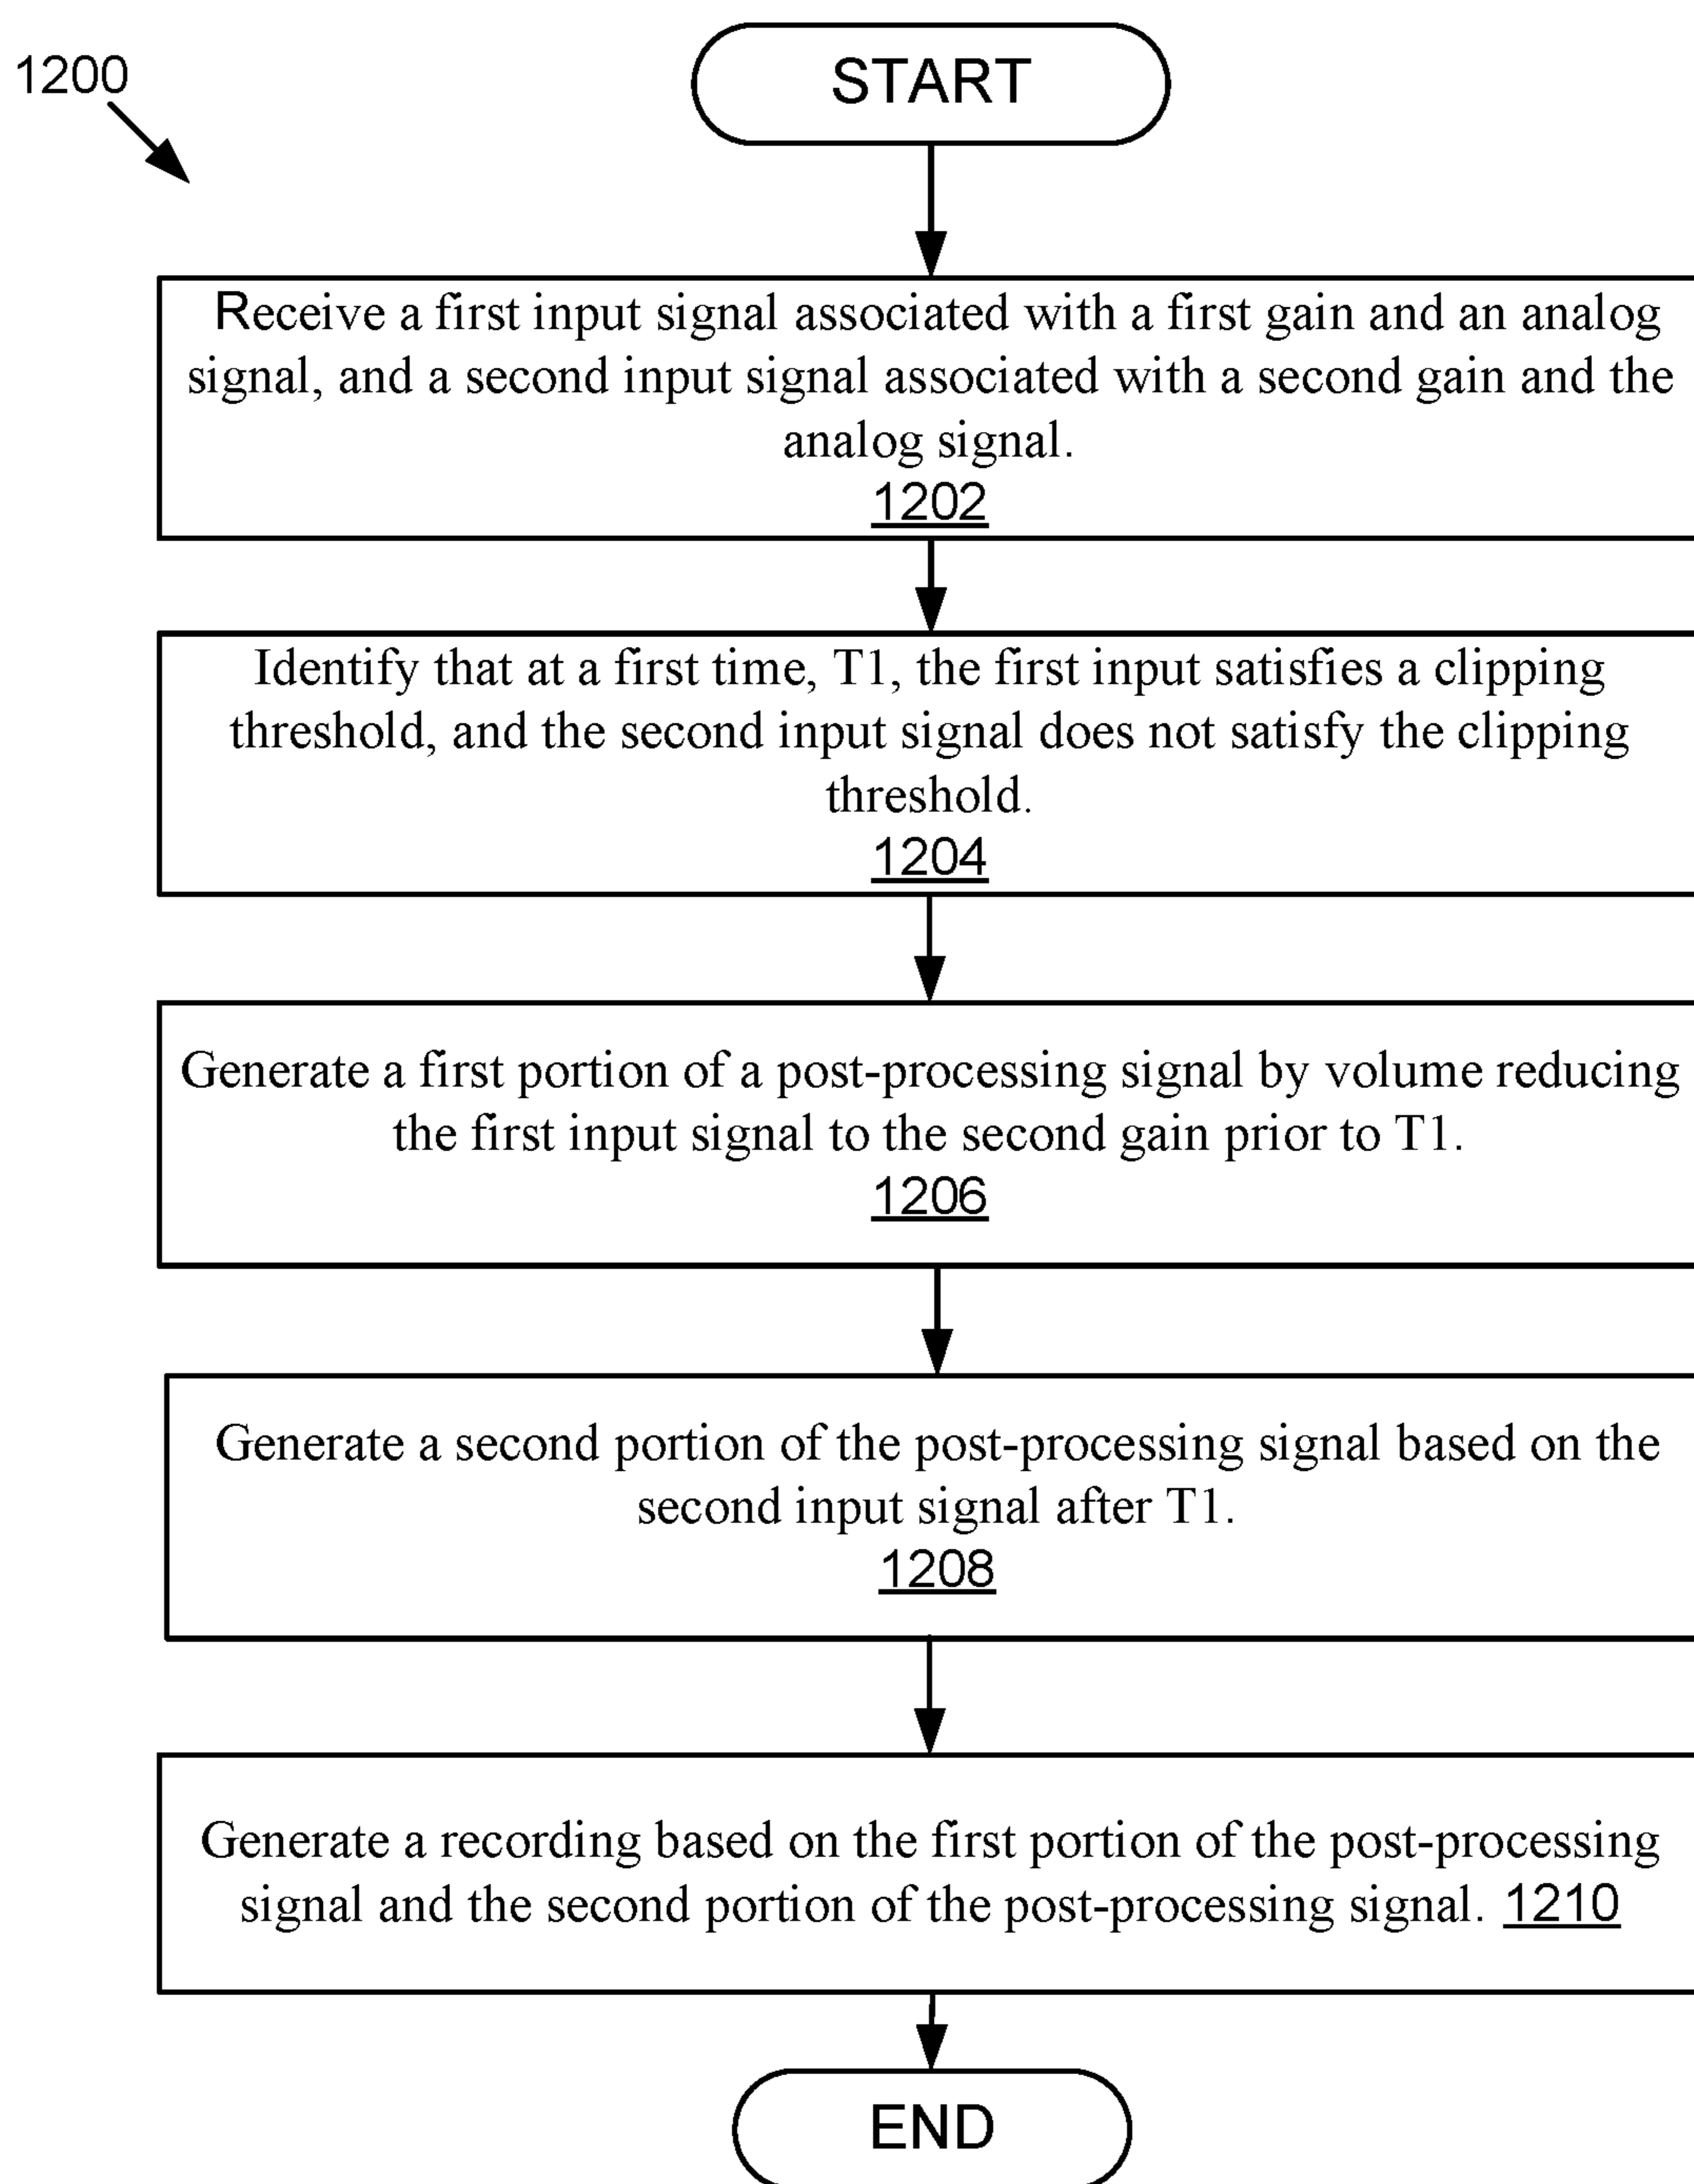 1200
START
Receive a first input signal associated with a first gain and an analog
signal, and a second input signal associated with a second gain and the
analog signal.
1202
Identify that at a first time, T1, the first input satisfies a clipping
threshold, and the second input signal does not satisfy the clipping
threshold.
1204
Generate a first portion of a post-processing signal by volume reducing
the first input signal to the second gain prior to T1.
1206
Generate a second portion of the post-processing signal based on the
second input signal after T1.
1208
Generate a recording based on the first portion of the post-processing
signal and the second portion of the post-processing signal. 1210
END